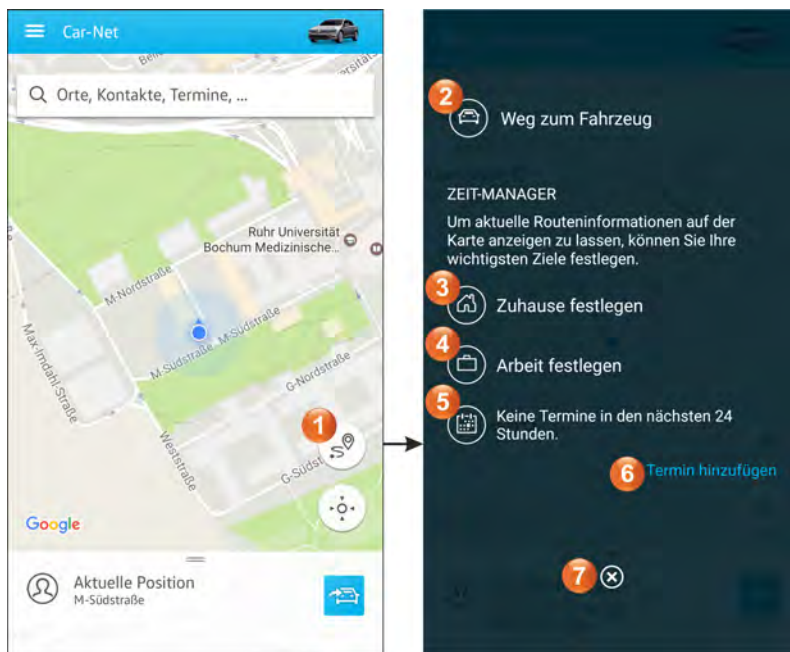 Car-Net
Orte, Kontakte, Termine, ...
Ruhr Universität
Bochum Medizinische...
M-Nordstraße
M-Südstraße
M-Südstraße
Max-Imdahl-Straße
G-Nordstraße
Weststraße
G-Südst
1
Google
Aktuelle Position
M-Südstraße
2
Weg zum Fahrzeug
ZEIT-MANAGER
Um aktuelle Routeninformationen auf der
Karte anzeigen zu lassen, können Sie Ihre
wichtigsten Ziele festlegen.
3
Zuhause festlegen
4
Arbeit festlegen
5
Keine Termine in den nächsten 24
Stunden.
6 Termin hinzufügen
7